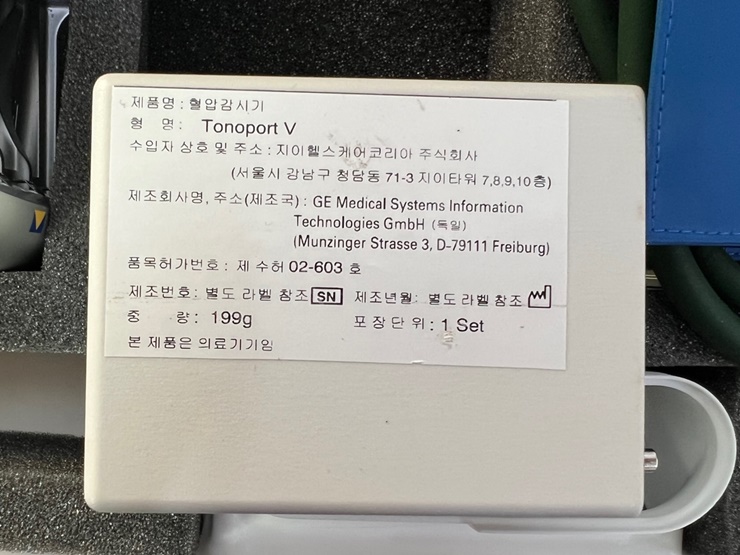 제품명 : 혈압감시기
형 명 : Tonoport V
수입자 상호 및 주소 : 지이헬스케어코리아 주식회사
(서울시 강남구 청담동 71-3 지이타워 7,8,9,10층)
제조회사명, 주소(제조국) : GE Medical Systems Information
Technologies GmbH (독일)
(Munzinger Strasse 3, D-79111 Freiburg)
품목허가번호 : 제 수허 02-603 호
제조번호 : 별도 라벨 참조 SN 제조년월 : 별도 라벨 참조
중 량 : 199g 포 장 단 위 : 1 Set
본 제품은 의료기기임